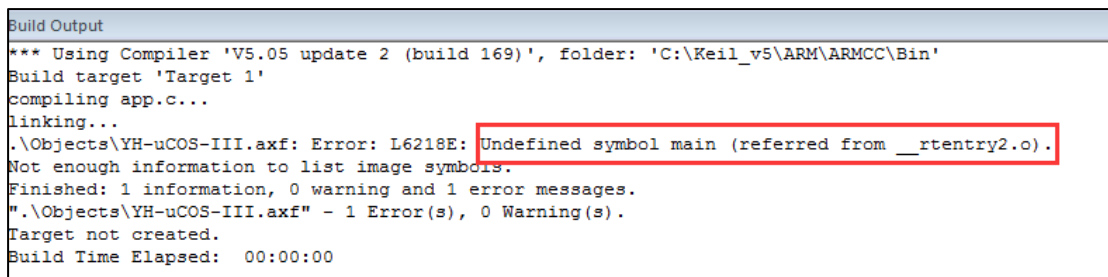 Build Output
*** Using Compiler 'V5.05 update 2 (build 169)', folder: 'C:\Keil_v5\ARM\ARMCC\Bin'
Build target 'Target 1'
compiling app.c...
linking...
.\Objects\YH-uCOS-III.axf: Error: L6218E: Undefined symbol main (referred from __rtentry2.o).
Not enough information to list image symbols.
Finished: 1 information, 0 warning and 1 error messages.
".\Objects\YH-uCOS-III.axf" - 1 Error(s), 0 Warning(s).
Target not created.
Build Time Elapsed:  00:00:00